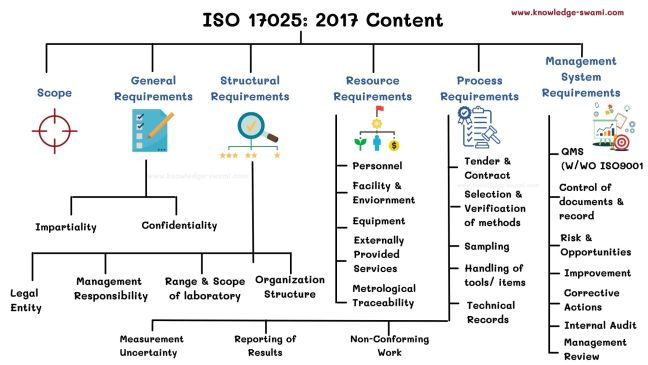 www.knowledge-swami.com
ISO 17025: 2017 Content
Scope
General
Requirements
Structural
Requirements
Resource
Requirements
Process
Requirements
Management
System
Requirements
www.knowledge-swami.com
Impartiality
Confidentiality
Legal
Entity
Management
Responsibility
Range & Scope
of laboratory
Organization
Structure
Personnel
Facility &
Enviornment
Equipment
Externally
Provided
Services
Metrological
Traceability
Tender &
Contract
www.knowledge-swami.com
Selection &
Verification
of methods
Sampling
Handling of
tools/ items
Technical
Records
Measurement
Uncertainty
Reporting of
Results
Non-Conforming
Work
QMS
(W/WO ISO9001
Control of
documents &
record
Risk &
Opportunities
Improvement
Corrective
Actions
Internal Audit
Management
Review